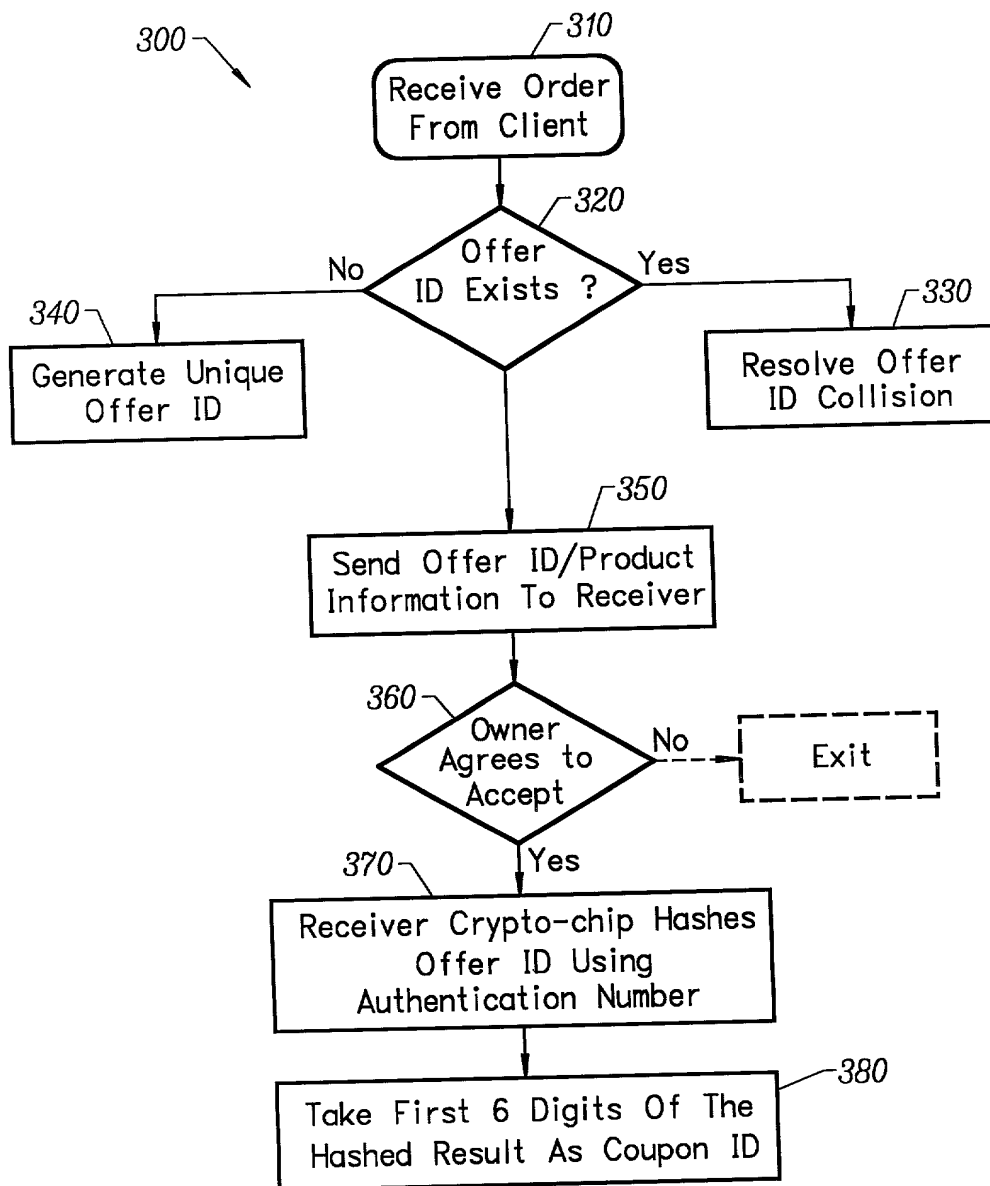 300
310
Receive Order
From Client
320
Offer
ID Exists ?
No
Yes
340
Generate Unique
Offer ID
330
Resolve Offer
ID Collision
350
Send Offer ID/Product
Information To Receiver
360
Owner
Agrees to
Accept
No
Exit
Yes
370
Receiver Crypto-chip Hashes
Offer ID Using
Authentication Number
380
Take First 6 Digits Of The
Hashed Result As Coupon ID